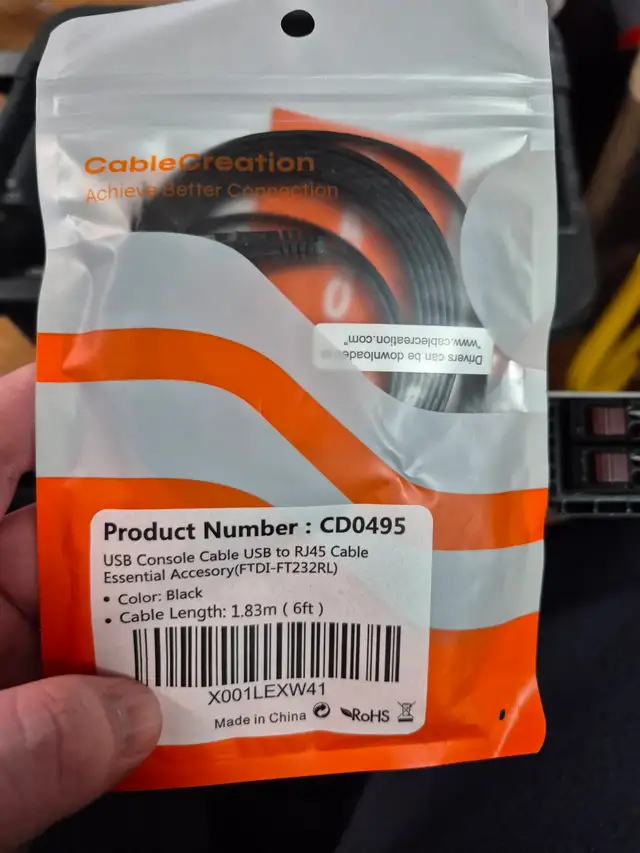 CableCreation
Achieve Better Connection
0
Drivers can be downloaded
"www.cablecreation.com"
Product Number : CD0495
USB Console Cable USB to RJ45 Cable
Essential Accesory(FTDI-FT232RL)
• Color: Black
• Cable Length: 1.83m ( 6ft )
X001LEXW41
Made in China
RoHS